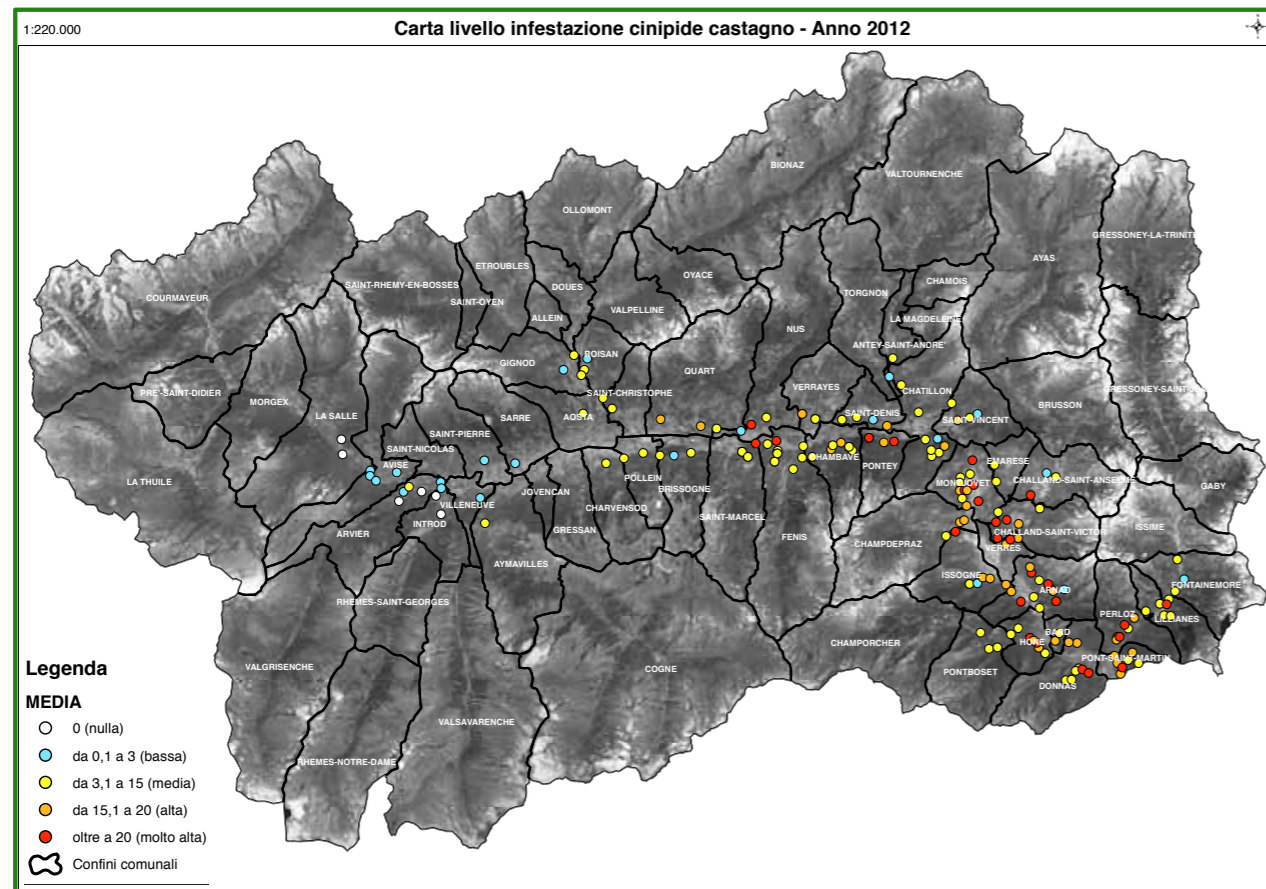 1:220.000
Carta livello infestazione cinipide castagno - Anno 2012
BIONAZ
VALTOURNENCHE
OLLOMONT
GRESSONEY-LA-TRINITE
ETROUBLES
OYACE
AYAS
COURMAYEUR
SAINT-RHEMY-EN-BOSSES
DOUES
CHAMOIS
SAINT-OYEN
TORGNON
VALPELLINE
ALLEIN
LA MAGDELEINE
NUS
ANTEY-SAINT-ANDRE'
ROISAN
GIGNOD
QUART
VERRAYES
CHATILLON
PRE'-SAINT-DIDIER
SAINT-CHRISTOPHE
MORGEX
BRUSSON
LA SALLE
SARRE
AOSTA
SAINT-DENIS
SAINT-VINCENT
SAINT-PIERRE
SAINT-NICOLAS
CHAMBAVE
EMARESE
AVISE
PONTEY
LA THUILE
POLLEIN
CHALLAND-SAINT-ANSELME
MONTJOVET
GABY
BRISSOGNE
JOVENCAN
VILLENEUVE
CHARVENSOD
SAINT-MARCEL
INTROD
GRESSAN
ISSIME
ARVIER
CHALLAND-SAINT-VICTOR
FENIS
CHAMPDEPRAZ
VERRES
AYMAVILLES
ISSOGNE
FONTAINEMORE
ARNAD
RHEMES-SAINT-GEORGES
PERLOZ
LILLIANES
BARD
CHAMPORCHER
HONE
PONT-SAINT-MARTIN
VALGRISENCHE
COGNE
PONTBOSET
DONNAS
VALSAVARENCHE
RHEMES-NOTRE-DAME
Legenda
MEDIA
0 (nulla)
da 0,1 a 3 (bassa)
da 3,1 a 15 (media)
da 15,1 a 20 (alta)
oltre a 20 (molto alta)
Confini comunali